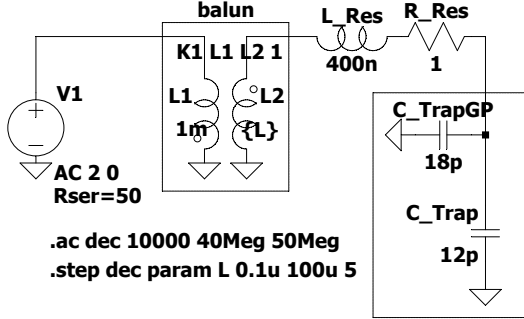 balun
L_Res
R_Res
K1 L1 L2 1
400n
1
V1
L1
L2
C_TrapGP
1m
{L}
18p
AC 2 0
Rser=50
C_Trap
12p
.ac dec 10000 40Meg 50Meg
.step dec param L 0.1u 100u 5